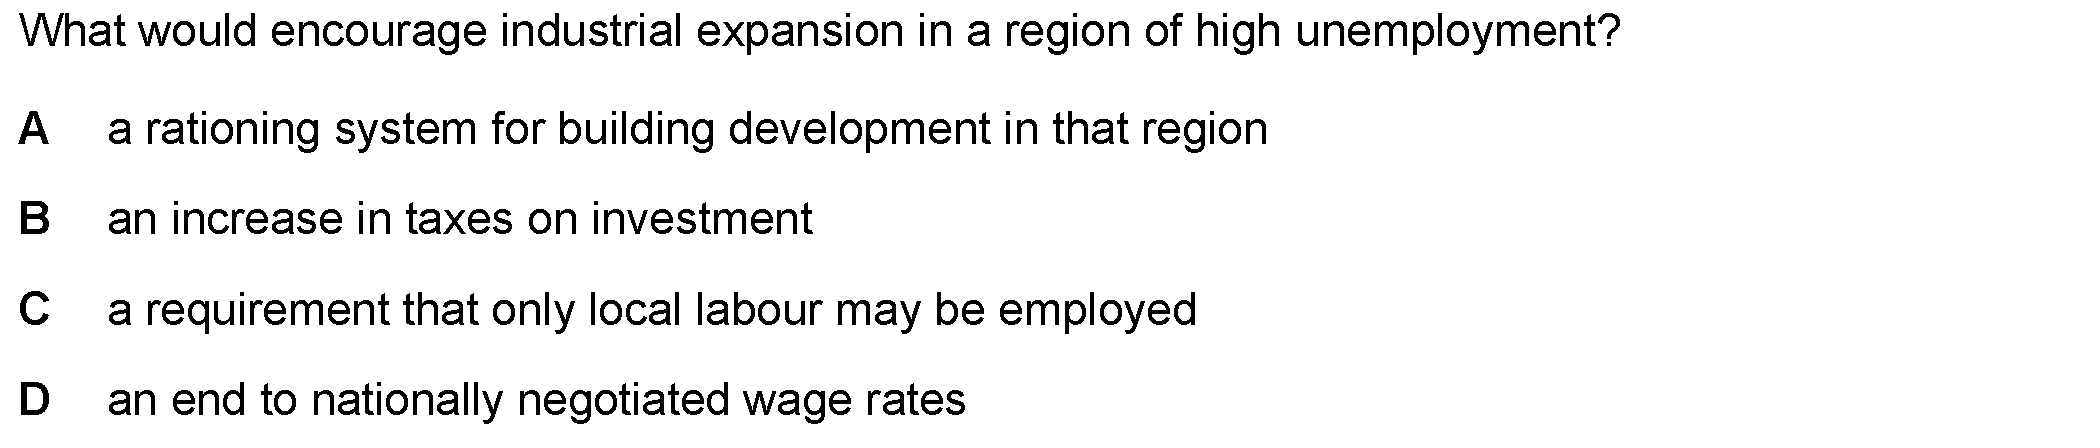 What would encourage industrial expansion in a region of high unemployment?
A a rationing system for building development in that region
B an increase in taxes on investment
C a requirement that only local labour may be employed
D an end to nationally negotiated wage rates